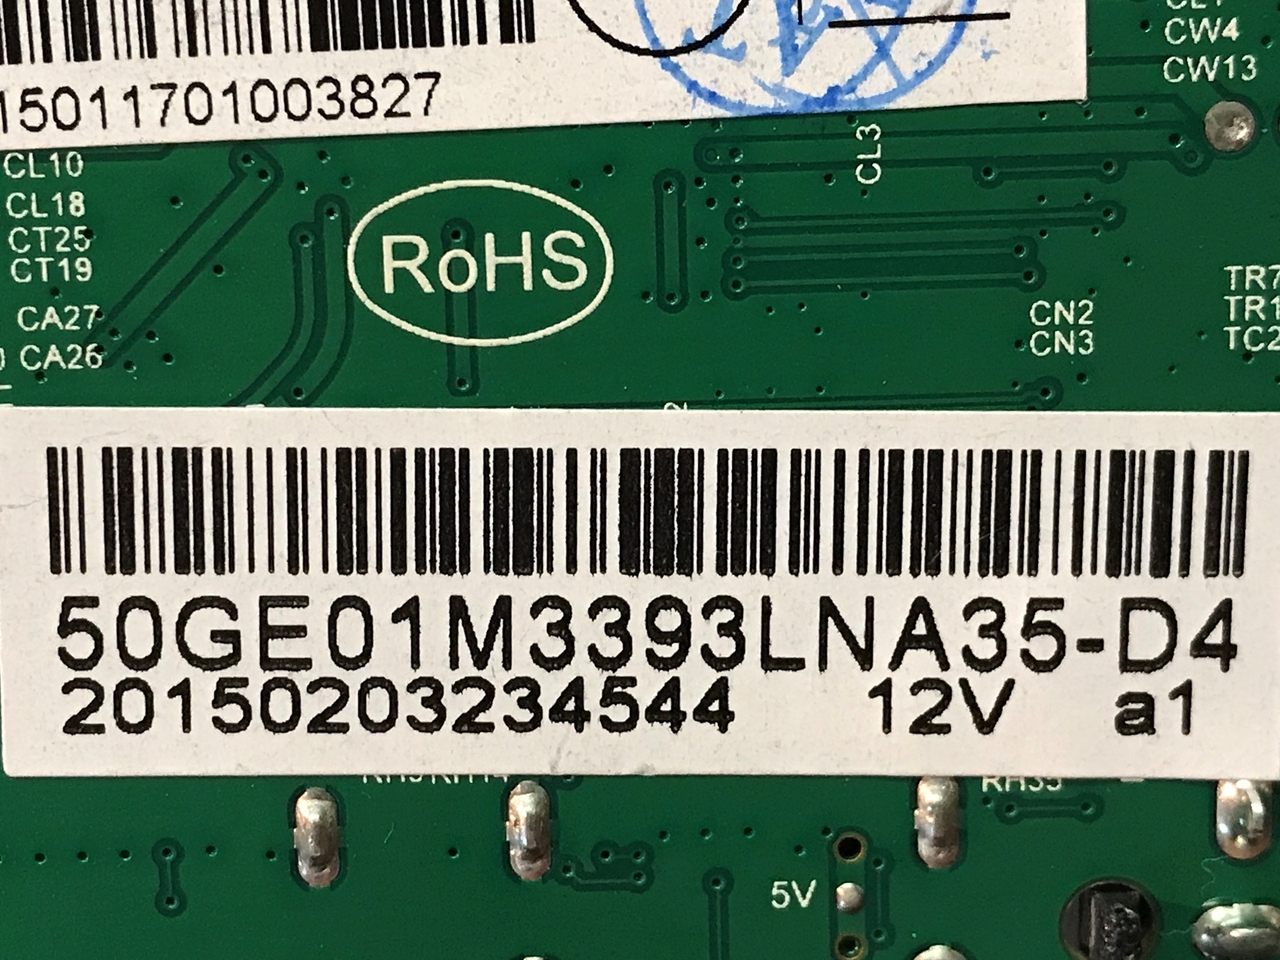 15011701003827
CW4
CW13
CL3
CL10
CL18
CT25
CT19
CA27
CA26
RoHS
CN2
CN3
TR7
TR1
TC2
50GE01M3393LNA35-D4
20150203234544 12V a1
RH35
5V